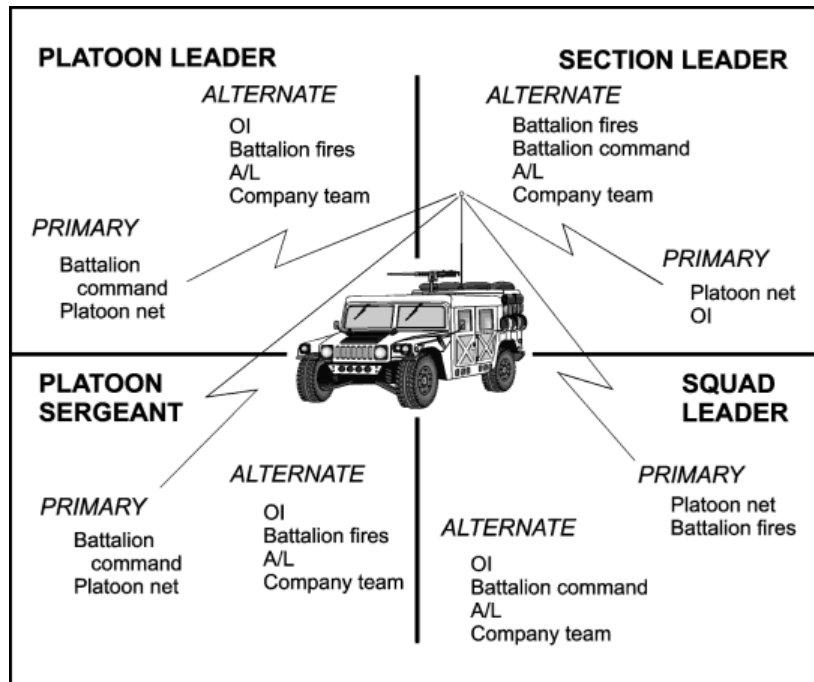 PLATOON LEADER
ALTERNATE
OI
Battalion fires
A/L
Company team
PRIMARY
Battalion
command
Platoon net
SECTION LEADER
ALTERNATE
Battalion fires
Battalion command
A/L
Company team
PRIMARY
Platoon net
OI
PLATOON
SERGEANT
PRIMARY
Battalion
command
Platoon net
ALTERNATE
OI
Battalion fires
A/L
Company team
SQUAD
LEADER
PRIMARY
Platoon net
Battalion fires
ALTERNATE
OI
Battalion command
A/L
Company team